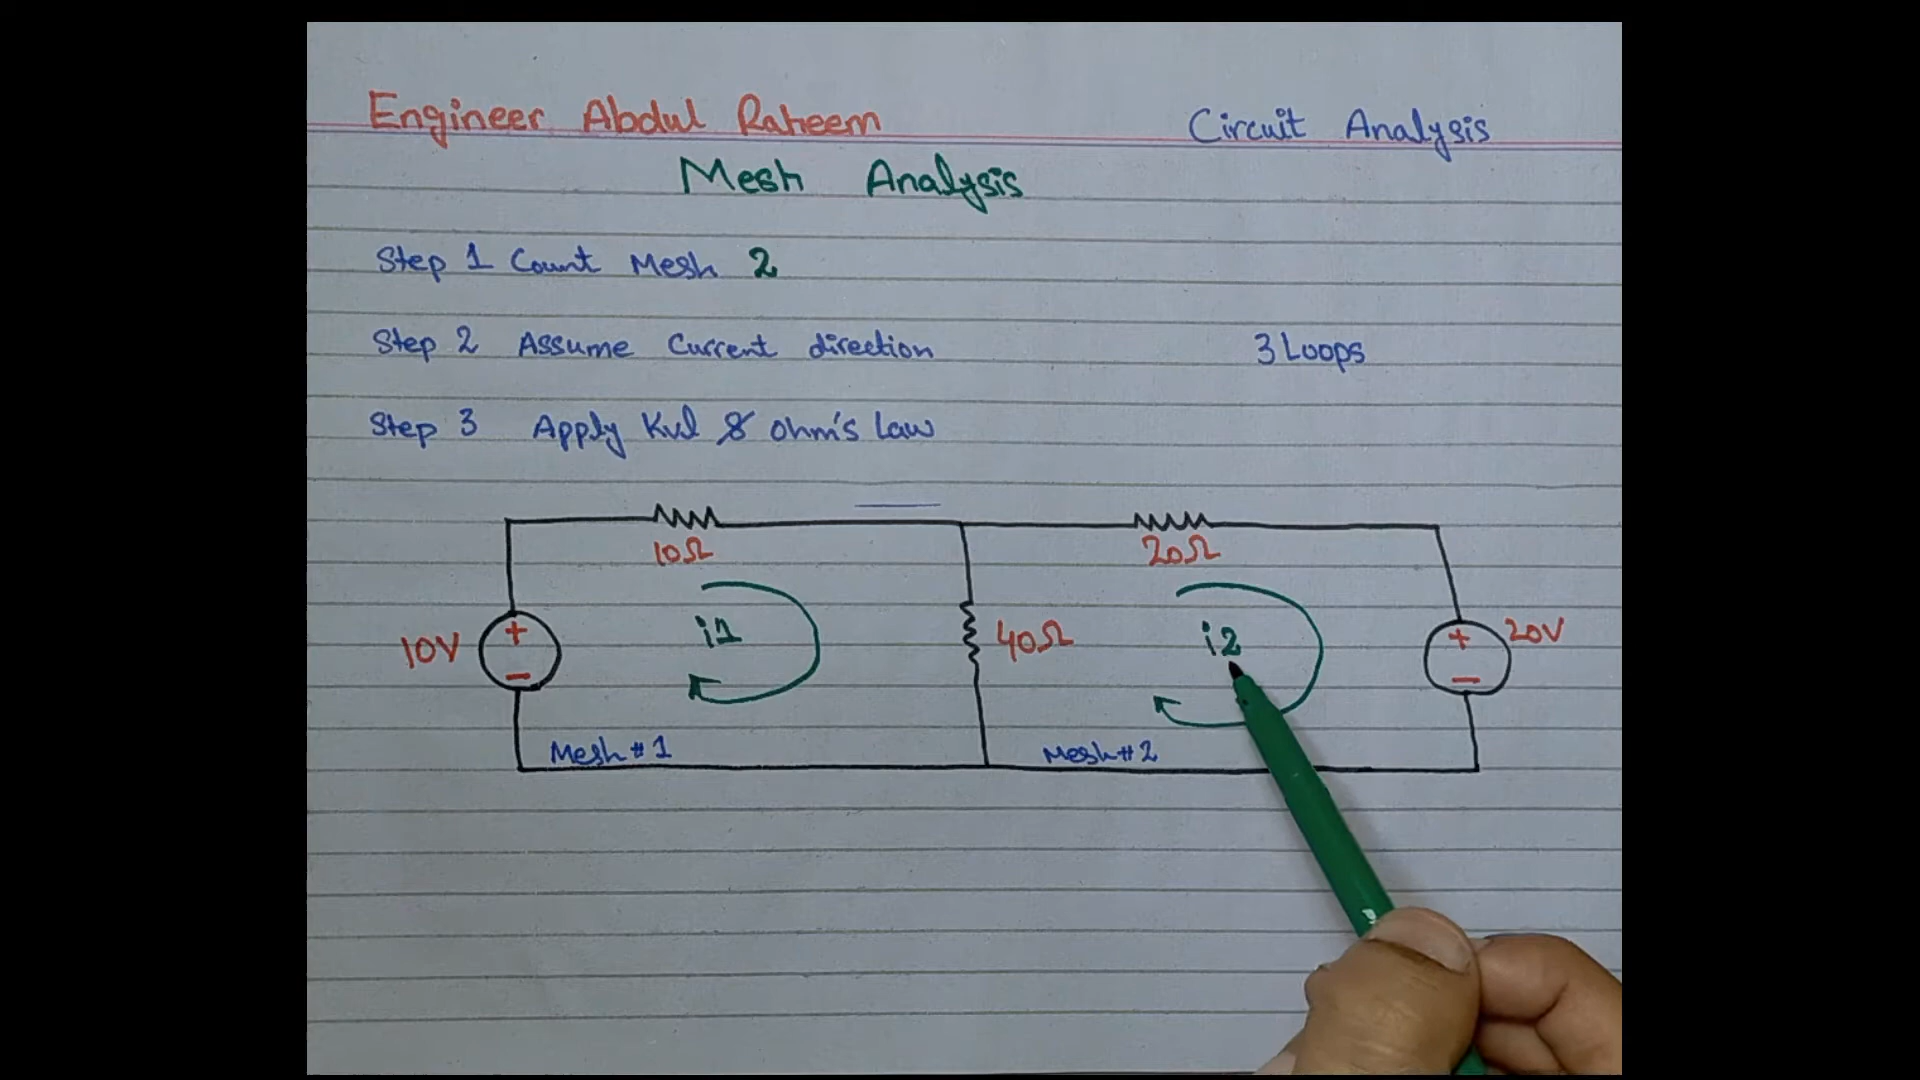 Engineer Abdul Raheem
Circuit Analysis
Mesh Analysis
Step 1 Count Mesh 2
Step 2 Assume Current direction
3 Loops
Step 3 Apply Kvl & ohm's Law
10Ω
20Ω
10V
+
−
i1
40Ω
i2
+
−
20V
Mesh # 1
Mesh # 2